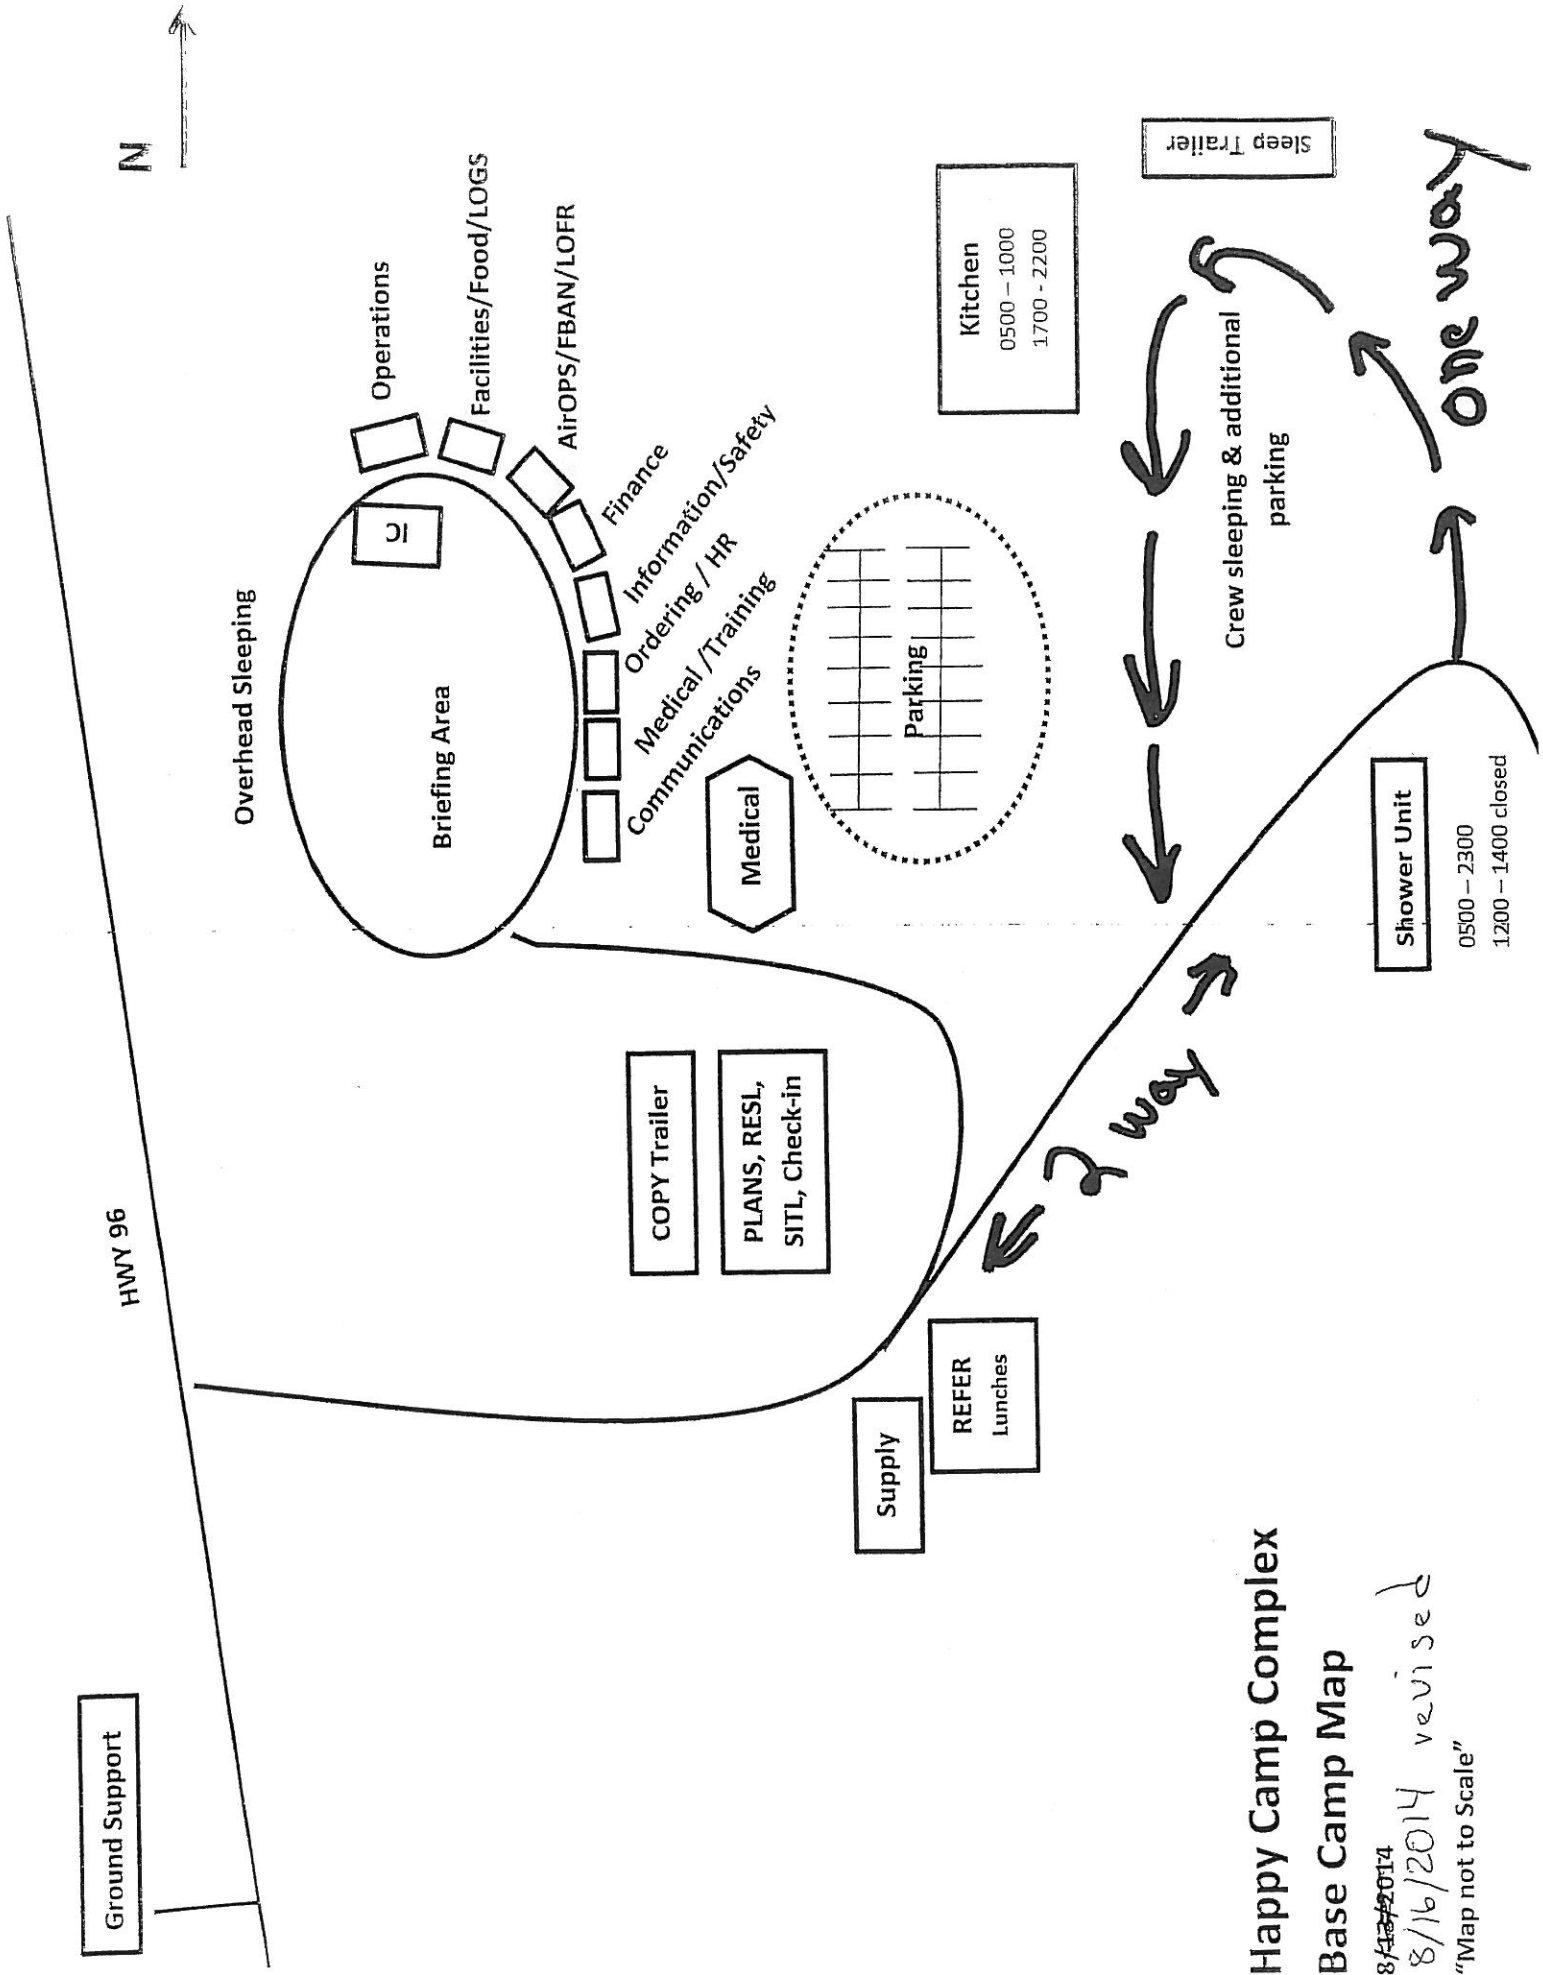 N
HWY 96
Ground Support
Overhead Sleeping
IC
Briefing Area
Operations
Facilities/Food/LOGS
AirOPS/FBAN/LOFR
Finance
Information/Safety
Ordering / HR
Medical /Training
Communications
Medical
COPY Trailer
PLANS, RESL,
SITL, Check-in
Parking
Kitchen
0500 – 1000
1700 - 2200
Sleep Trailer
Crew sleeping & additional
parking
one way
2 way
Supply
REFER
Lunches
Shower Unit
0500 – 2300
1200 – 1400 closed
Happy Camp Complex
Base Camp Map
8/13/2014
8/16/2014 revised
"Map not to Scale"